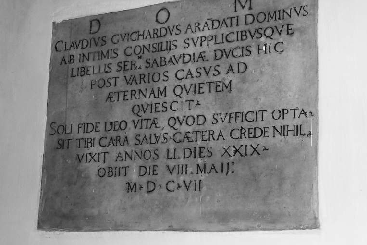 D O M
CLAVDIVS GVICHARDVS ARADATI DOMINVS
AB INTIMIS CONSILIIS SVPPLICIBVSQVE
LIBELLIS SER. SABAVDIÆ DVCIS HIC
POST VARIOS CASVS AD
ÆTERNAM QVIETEM
QVIESCIT
SOLI FIDE DEO VITÆ, QVOD SVFFICIT OPTA
SIT TIBI CARA SALVS CÆTERA CREDE NIHIL
VIXIT ANNOS LI. DIES XXIX
OBIIT DIE VIII. MAIJ
M D C VII